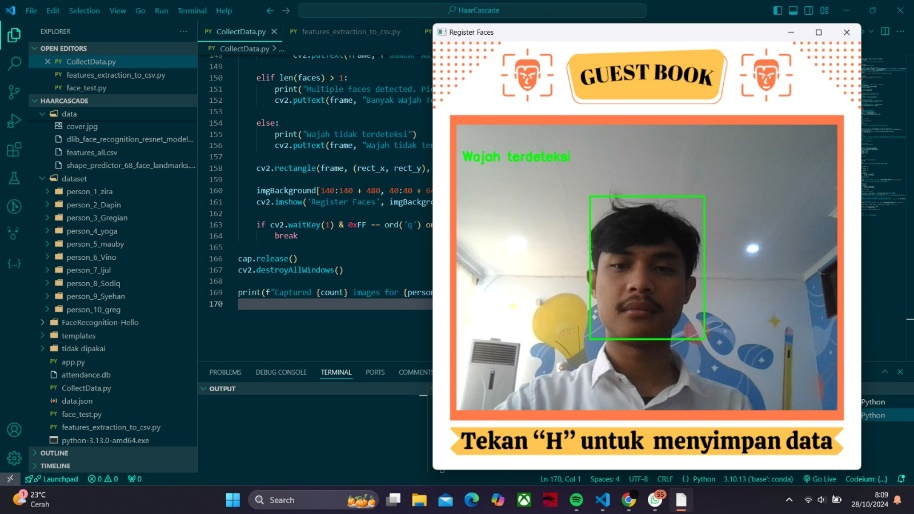 File Edit Selection View Go Run Terminal Help
HaarCascade
EXPLORER
OPEN EDITORS
CollectData.py
features_extraction_to_csv.py
face_test.py
HAARCASCADE
data
cover.jpg
dlib_face_recognition_resnet_model...
features_all.csv
shape_predictor_68_face_landmarks....
dataset
person_1_zira
person_2_Dapin
person_3_Gregian
person_4_yoga
person_5_mauby
person_6_Vino
person_7_Ijul
person_8_Sodiq
person_9_Syehan
person_10_greg
FaceRecognition-Hello
templates
tidak dipakai
app.py
attendance.db
CollectData.py
data.json
face_test.py
features_extraction_to_csv.py
python-3.13.0-amd64.exe
OUTLINE
TIMELINE
CollectData.py
features_extraction_to_csv.py
CollectData.py > ...
150 elif len(faces) > 1:
151 print("Multiple faces detected. Pl
152 cv2.putText(frame, "Banyak Wajah T
153
154 else:
155 print("Wajah tidak terdeteksi")
156 cv2.putText(frame, "Wajah tidak ter
157
158 cv2.rectangle(frame, (rect_x, rect_y),
159
160 imgBackground[140:140 + 480, 40:40 + 64
161 cv2.imshow('Register Faces', imgBackgro
162
163 if cv2.waitKey(1) & 0xFF == ord('q') or
164 break
165
166 cap.release()
167 cv2.destroyAllWindows()
168
169 print(f"Captured {count} images for {person
170
PROBLEMS DEBUG CONSOLE TERMINAL PORTS COMMENTS
OUTPUT
Register Faces
GUEST BOOK
Wajah terdeteksi
Tekan “H” untuk menyimpan data
Python
Python
Launchpad 0 0 0
Ln 170, Col 1 Spaces: 4 UTF-8 CRLF Python 3.10.13 ('base': conda) Go Live Codeium: {...}
23°C
Cerah
Search
55
8:09
28/10/2024